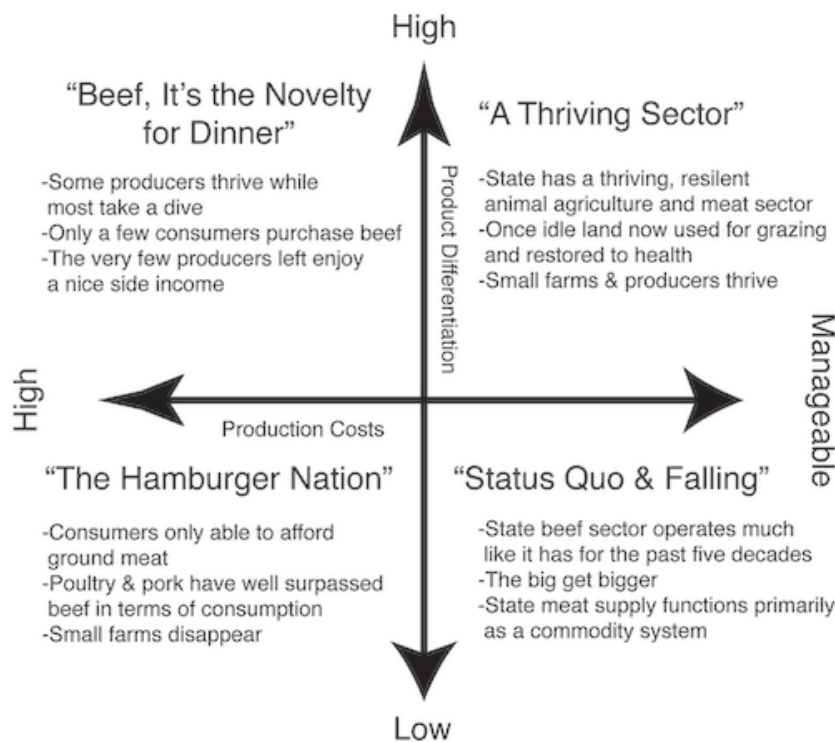 High
“Beef, It’s the Novelty
for Dinner”
-Some producers thrive while
most take a dive
-Only a few consumers purchase beef
-The very few producers left enjoy
a nice side income
Product Differentiation
“A Thriving Sector”
-State has a thriving, resilent
animal agriculture and meat sector
-Once idle land now used for grazing
and restored to health
-Small farms & producers thrive
High
Production Costs
Manageable
“The Hamburger Nation”
-Consumers only able to afford
ground meat
-Poultry & pork have well surpassed
beef in terms of consumption
-Small farms disappear
“Status Quo & Falling”
-State beef sector operates much
like it has for the past five decades
-The big get bigger
-State meat supply functions primarily
as a commodity system
Low